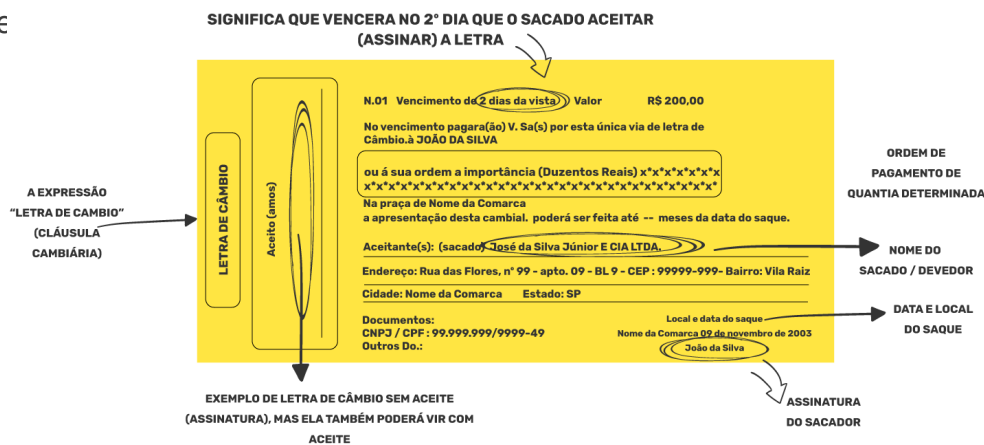 SIGNIFICA QUE VENCERA NO 2º DIA QUE O SACADO ACEITAR
(ASSINAR) A LETRA
A EXPRESSÃO
“LETRA DE CAMBIO”
(CLÁUSULA
CAMBIÁRIA)
LETRA DE CÂMBIO
Aceito (amos)
N.01 Vencimento de 2 dias da vista Valor R$ 200,00
No vencimento pagara(ão) V. Sa(s) por esta única via de letra de
Câmbio.à JOÃO DA SILVA
ou á sua ordem a importância (Duzentos Reais) x*x*x*x*x*x*x
x*x*x*x*x*x*x*x*x*x*x*x*x*x*x*x*x*x*x*x*x*x*x*x*x*x*x*x*x*
Na praça de Nome da Comarca
a apresentação desta cambial. poderá ser feita até -- meses da data do saque.
Aceitante(s): (sacado) José da Silva Júnior E CIA LTDA.
Endereço: Rua das Flores, nº 99 - apto. 09 - BL 9 - CEP : 99999-999- Bairro: Vila Raiz
Cidade: Nome da Comarca Estado: SP
Documentos:
CNPJ / CPF : 99.999.999/9999-49
Outros Do.:
Local e data do saque
Nome da Comarca 09 de novembro de 2003
João da Silva
ORDEM DE
PAGAMENTO DE
QUANTIA DETERMINADA
NOME DO
SACADO / DEVEDOR
DATA E LOCAL
DO SAQUE
ASSINATURA
DO SACADOR
EXEMPLO DE LETRA DE CÂMBIO SEM ACEITE
(ASSINATURA), MAS ELA TAMBÉM PODERÁ VIR COM
ACEITE